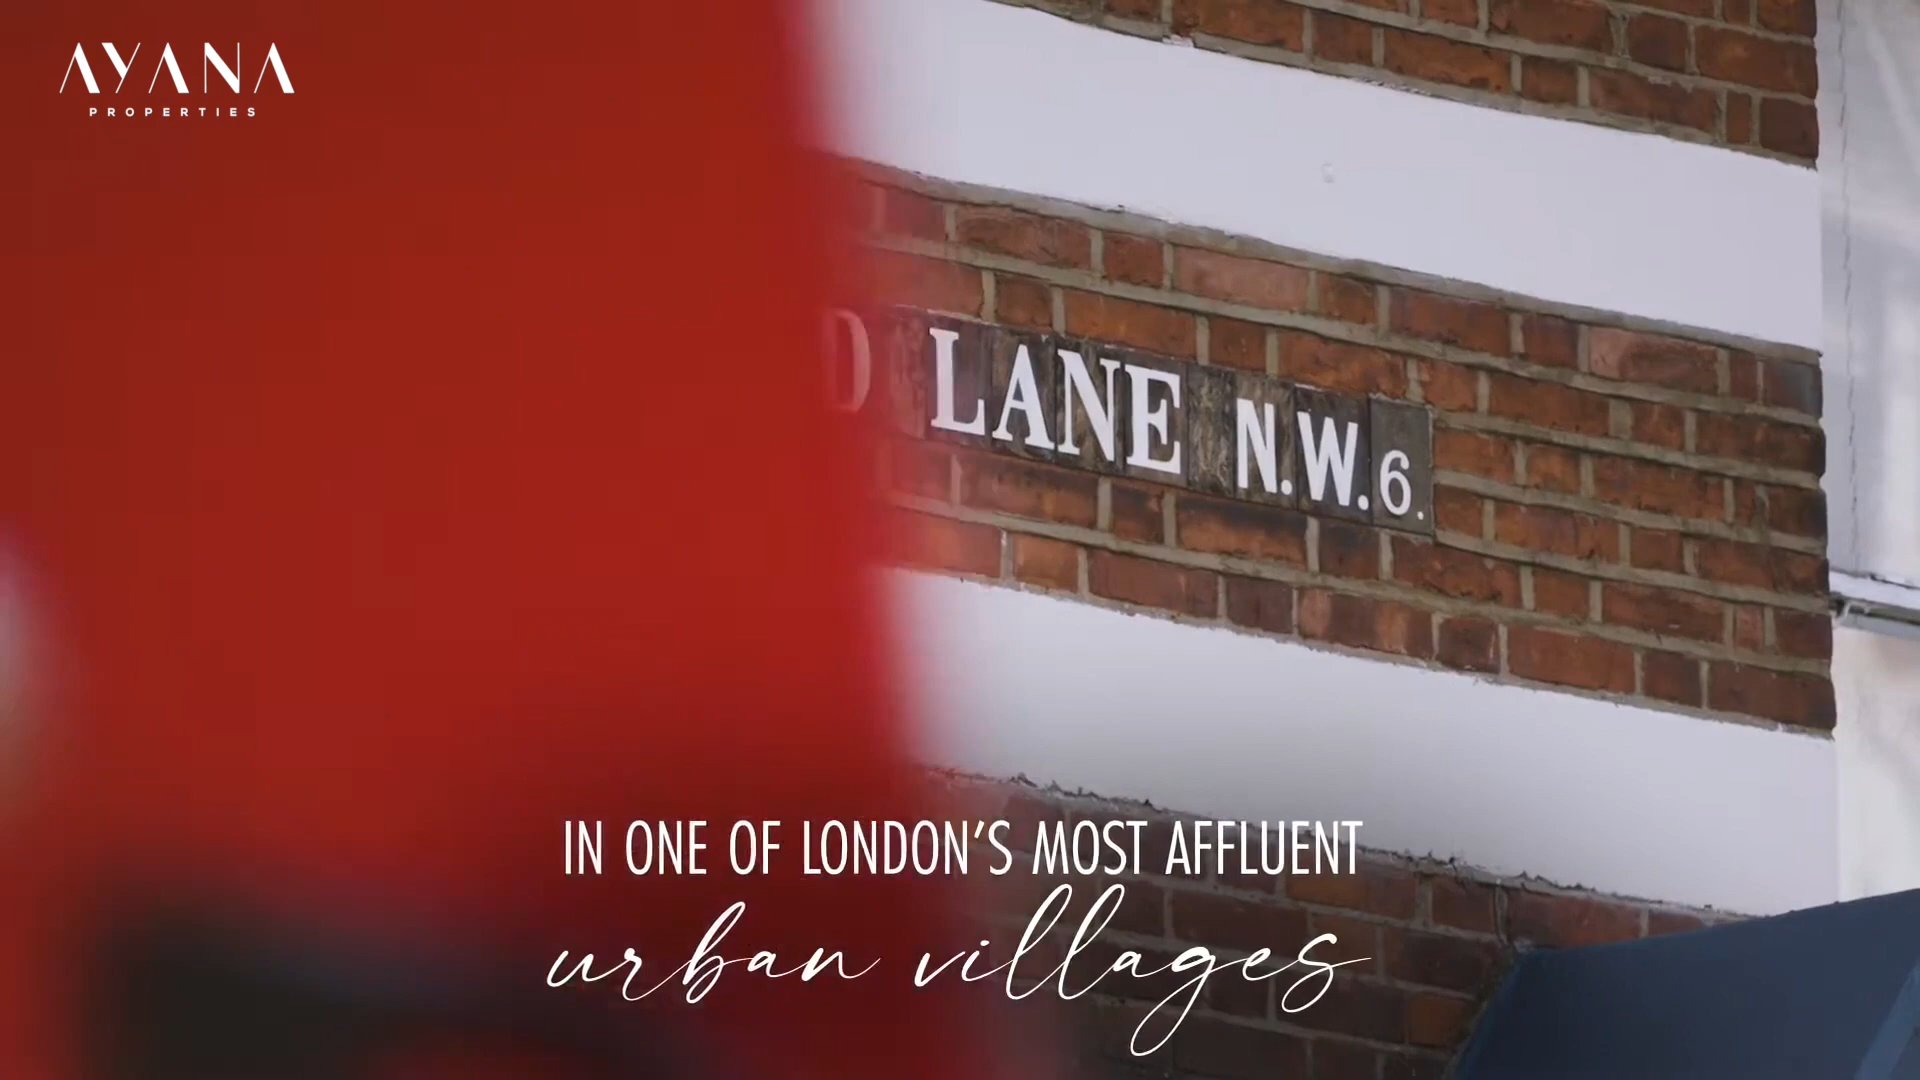 AYANA
PROPERTIES
D LANE N.W.6.
IN ONE OF LONDON'S MOST AFFLUENT
urban villages